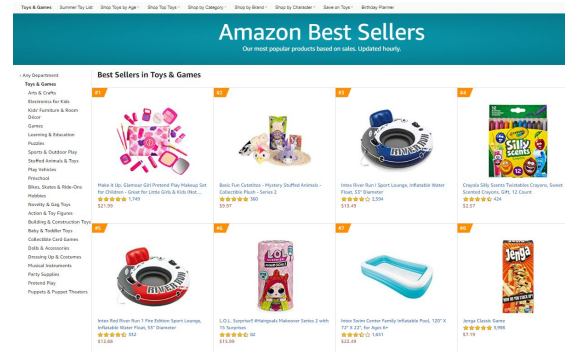 Toys & Games Summer Toy List Shop Toys by Age Shop Top Toys Shop by Category Shop by Brand Shop by Character Save on Toys Birthday Planner
Amazon Best Sellers
Our most popular products based on sales. Updated hourly.
‹ Any Department
Toys & Games
Arts & Crafts
Electronics for Kids
Kids' Furniture & Room
Décor
Games
Learning & Education
Puzzles
Sports & Outdoor Play
Stuffed Animals & Toys
Play Vehicles
Preschool
Bikes, Skates & Ride-Ons
Hobbies
Novelty & Gag Toys
Action & Toy Figures
Building & Construction Toys
Baby & Toddler Toys
Collectible Card Games
Dolls & Accessories
Dressing Up & Costumes
Musical Instruments
Party Supplies
Pretend Play
Puppets & Puppet Theaters
Best Sellers in Toys & Games
#1
Make it Up, Glamour Girl Pretend Play Makeup Set
for Children - Great for Little Girls & Kids (Not...
1,749
$21.99
#2
Basic Fun Cutetitos - Mystery Stuffed Animals -
Collectible Plush - Series 2
360
$9.97
#3
Intex River Run I Sport Lounge, Inflatable Water
Float, 53" Diameter
2,594
#4
Crayola
Silly
Scents
Crayola Silly Scents Twistables Crayons, Sweet
Scented Crayons, Gift, 12 Count
424
$2.57
#5
RIVER RUN
Intex Red River Run 1 Fire Edition Sport Lounge,
Inflatable Water Float, 53" Diameter
532
#6
L.O.L.
L.O.L. Surprise! #Hairgoals Makeover Series 2 with
15 Surprises
$15.99
#7
Intex Swim Center Family Inflatable Pool, 120" X
72" X 22", for Ages 6+
1,651
$22.49
#8
Jenga
Jenga Classic Game
$7.19